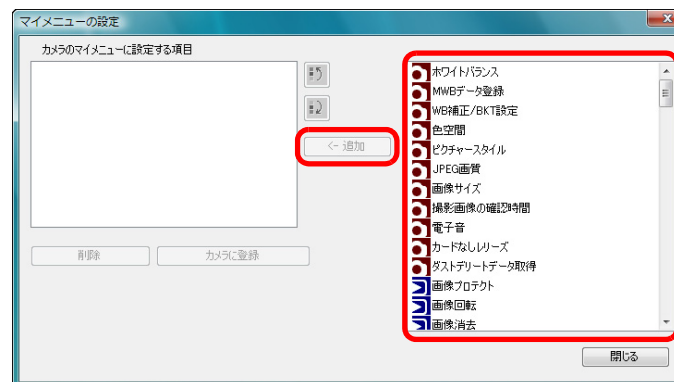 マイメニューの設定
カメラのマイメニューに設定する項目
ホワイトバランス
MWBデータ登録
WB補正/BKT設定
色空間
ピクチャースタイル
JPEG画質
画像サイズ
撮影画像の確認時間
電子音
カードなしレリーズ
ダストデリートデータ取得
画像プロテクト
画像回転
画像消去
<- 追加
削除
カメラに登録
閉じる